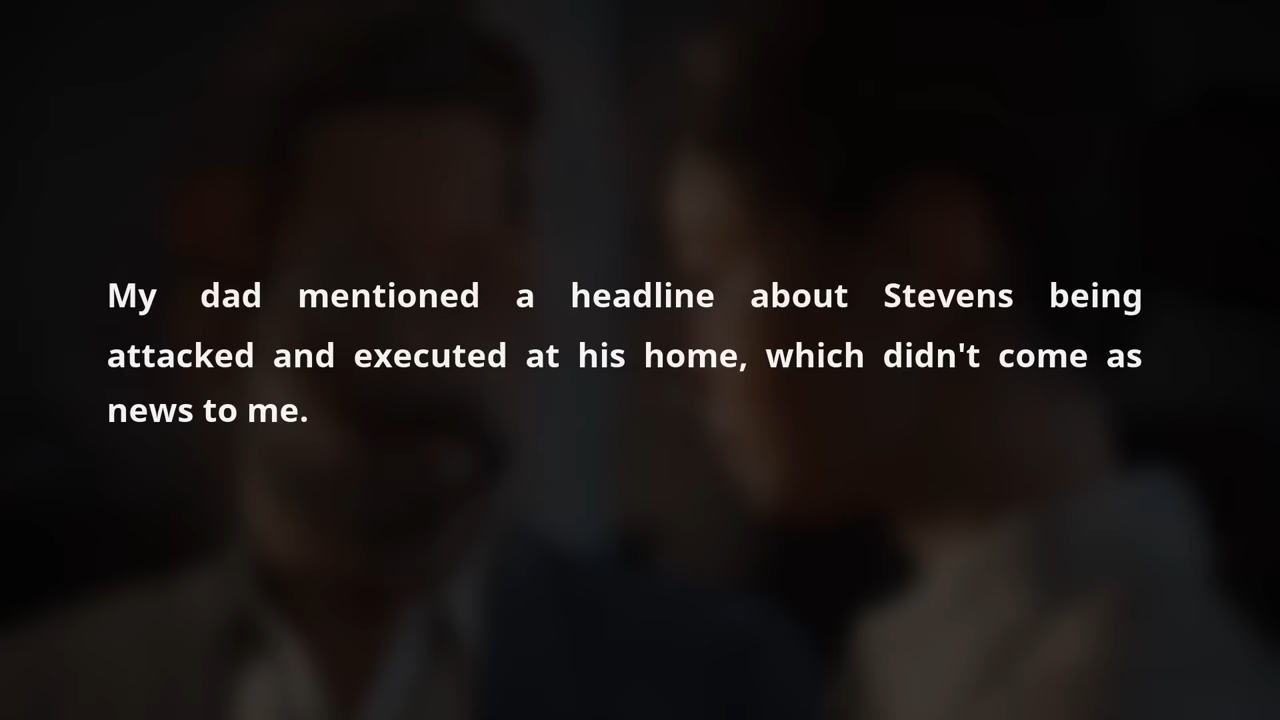 My dad mentioned a headline about Stevens being
attacked and executed at his home, which didn't come as
news to me.